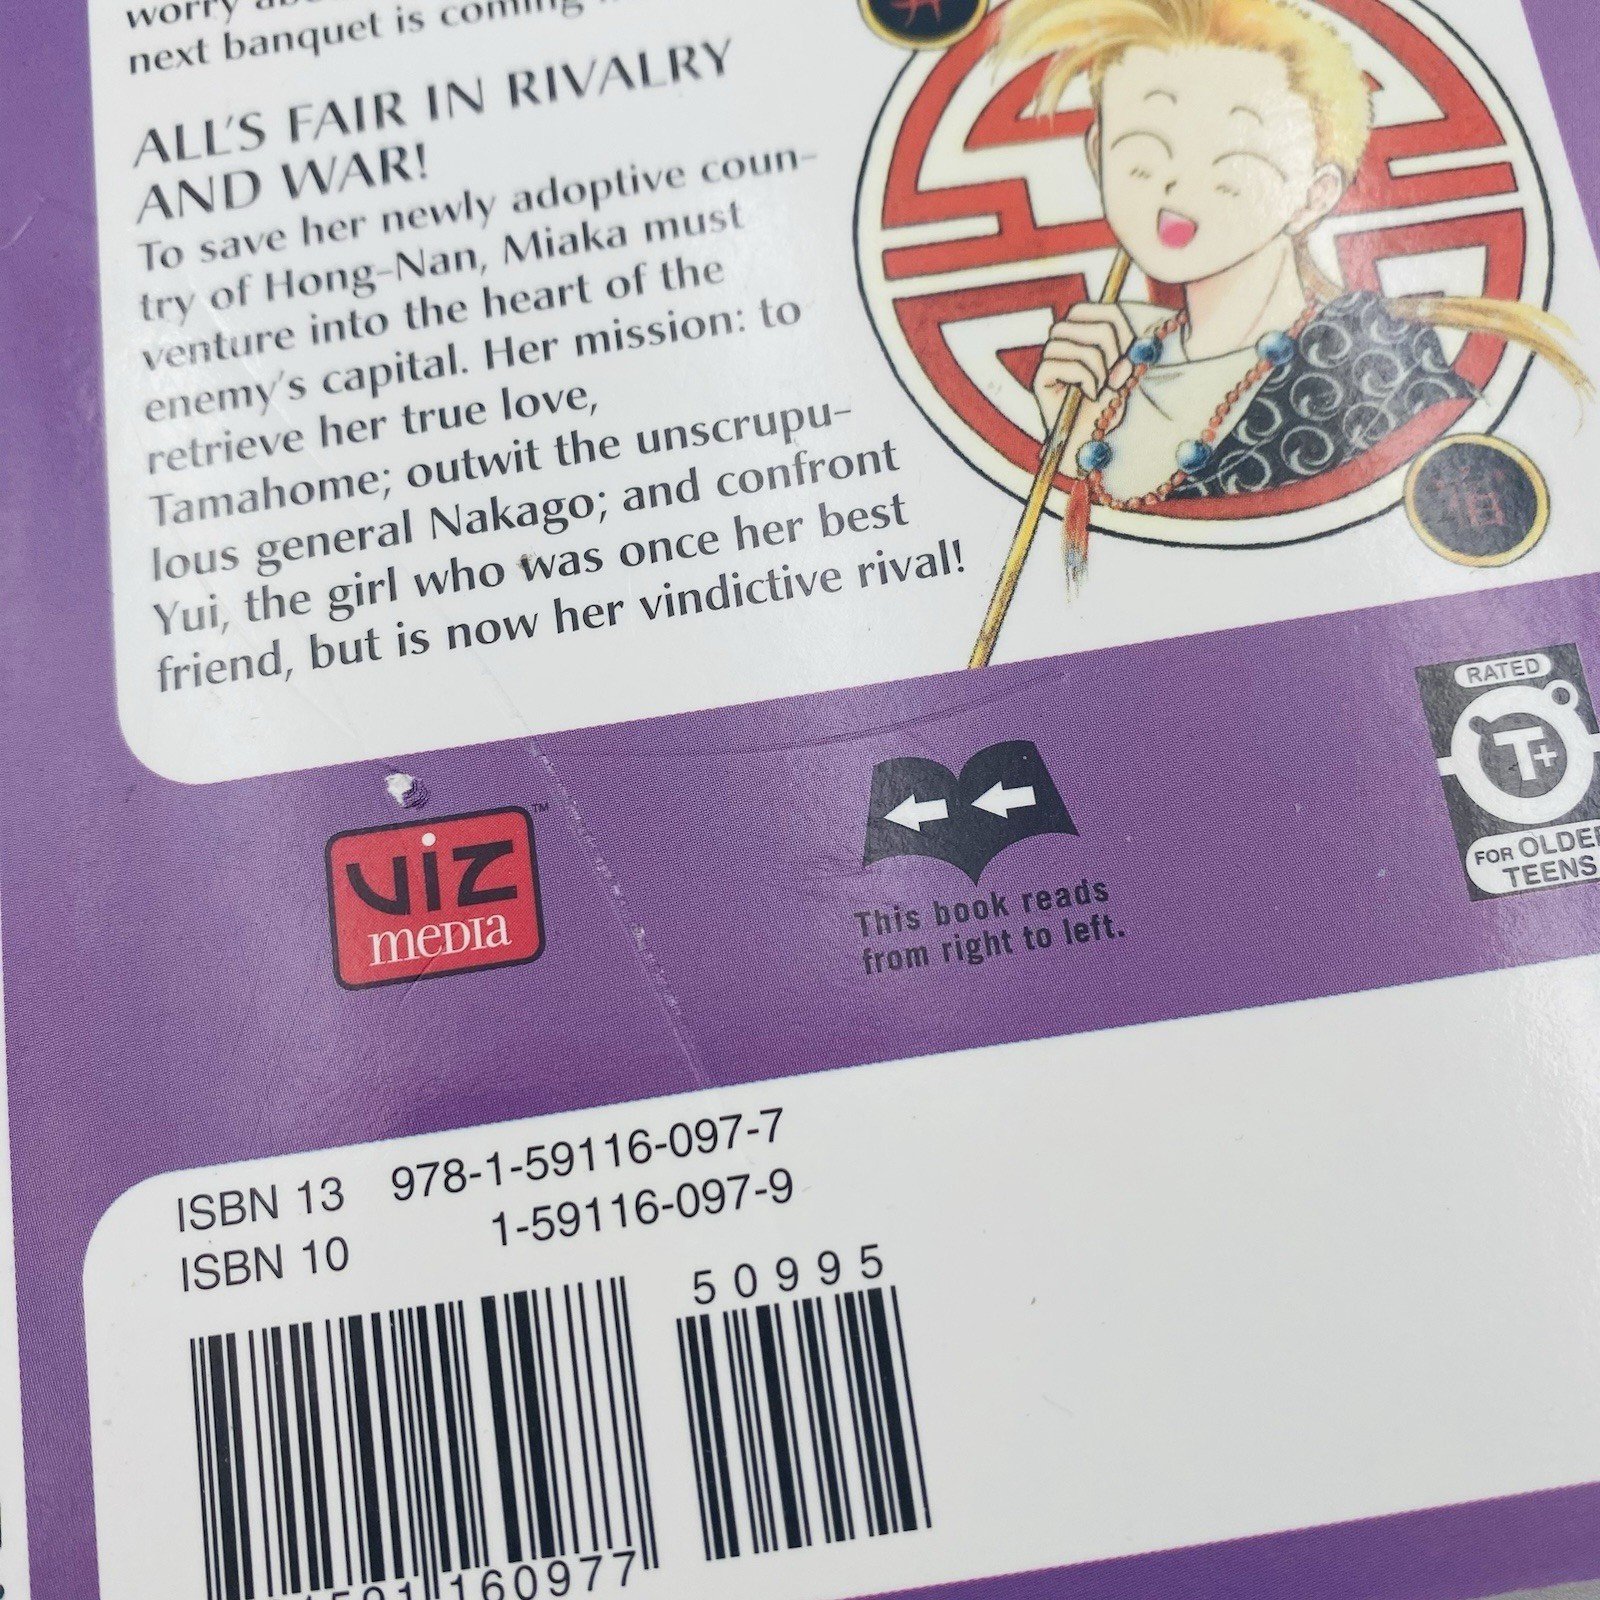 worry
next banquet is coming
ALL'S FAIR IN RIVALRY
AND WAR!
To save her newly adoptive coun-
try of Hong-Nan, Miaka must
venture into the heart of the
enemy's capital. Her mission: to
retrieve her true love,
Tamahome; outwit the unscrupu-
lous general Nakago; and confront
Yui, the girl who was once her best
friend, but is now her vindictive rival!
井
宿
RATED
T+
FOR OLDER
TEENS
VIZ
MEDIA
™
This book reads
from right to left.
ISBN 13 978-1-59116-097-7
ISBN 10 1-59116-097-9
50995
160977